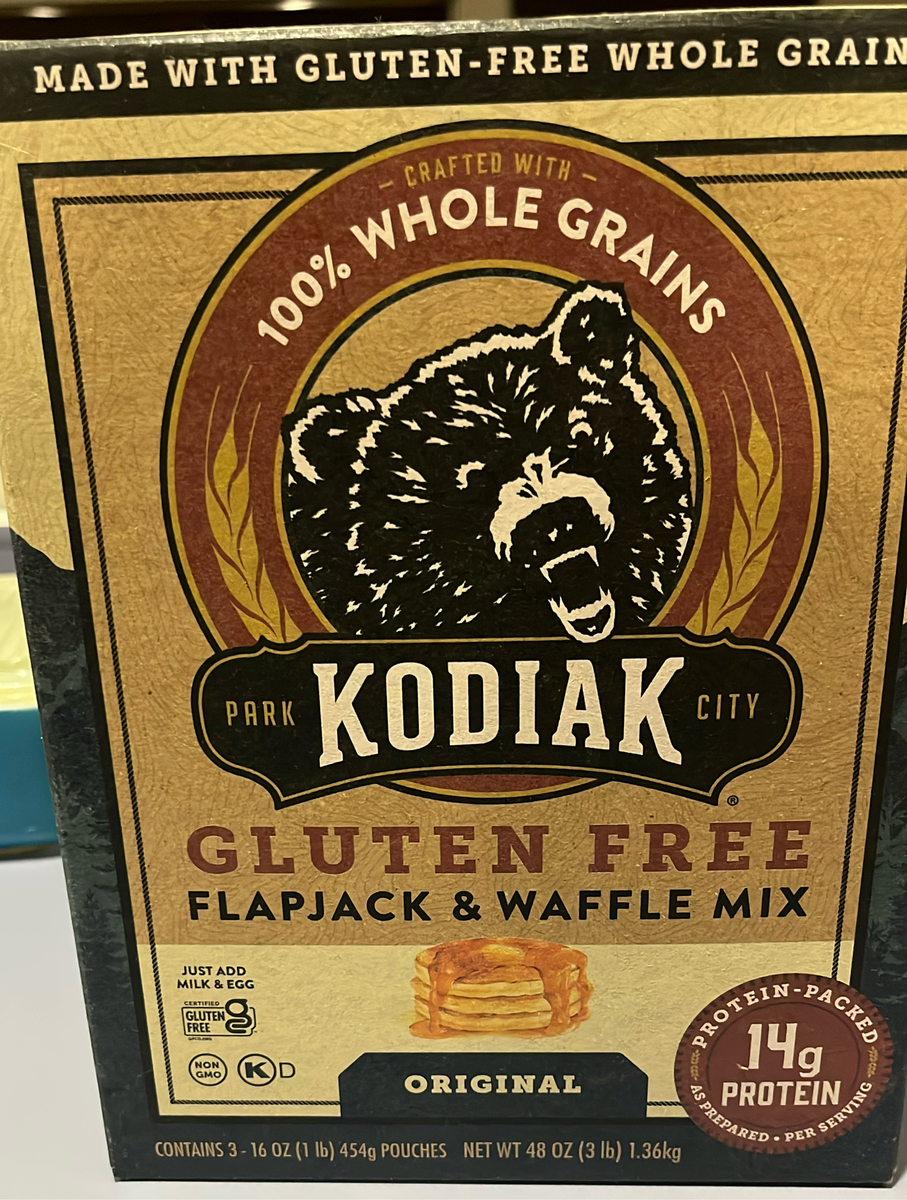 MADE WITH GLUTEN-FREE WHOLE GRAIN
– CRAFTED WITH –
100% WHOLE GRAINS
PARK KODIAK CITY
®
GLUTEN FREE
FLAPJACK & WAFFLE MIX
JUST ADD
MILK & EGG
CERTIFIED
GLUTEN
FREE
GFCO.ORG
NON
GMO
K D
ORIGINAL
PROTEIN-PACKED
14g
PROTEIN
AS PREPARED • PER SERVING
CONTAINS 3 - 16 OZ (1 lb) 454g POUCHES NET WT 48 OZ (3 lb) 1.36kg